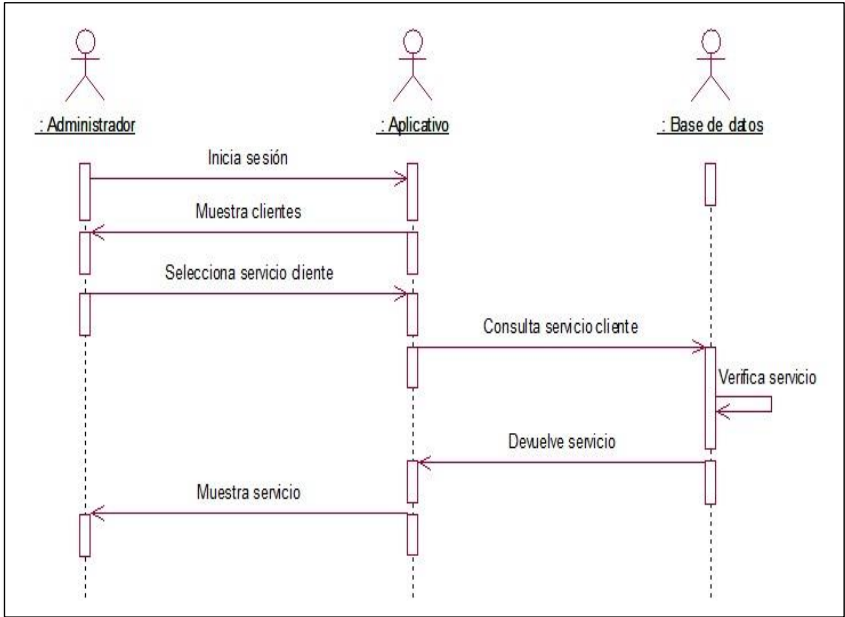 : Administrador
: Aplicativo
: Base de datos
Inicia sesión
Muestra clientes
Selecciona servicio cliente
Consulta servicio cliente
Verifica servicio
Devuelve servicio
Muestra servicio